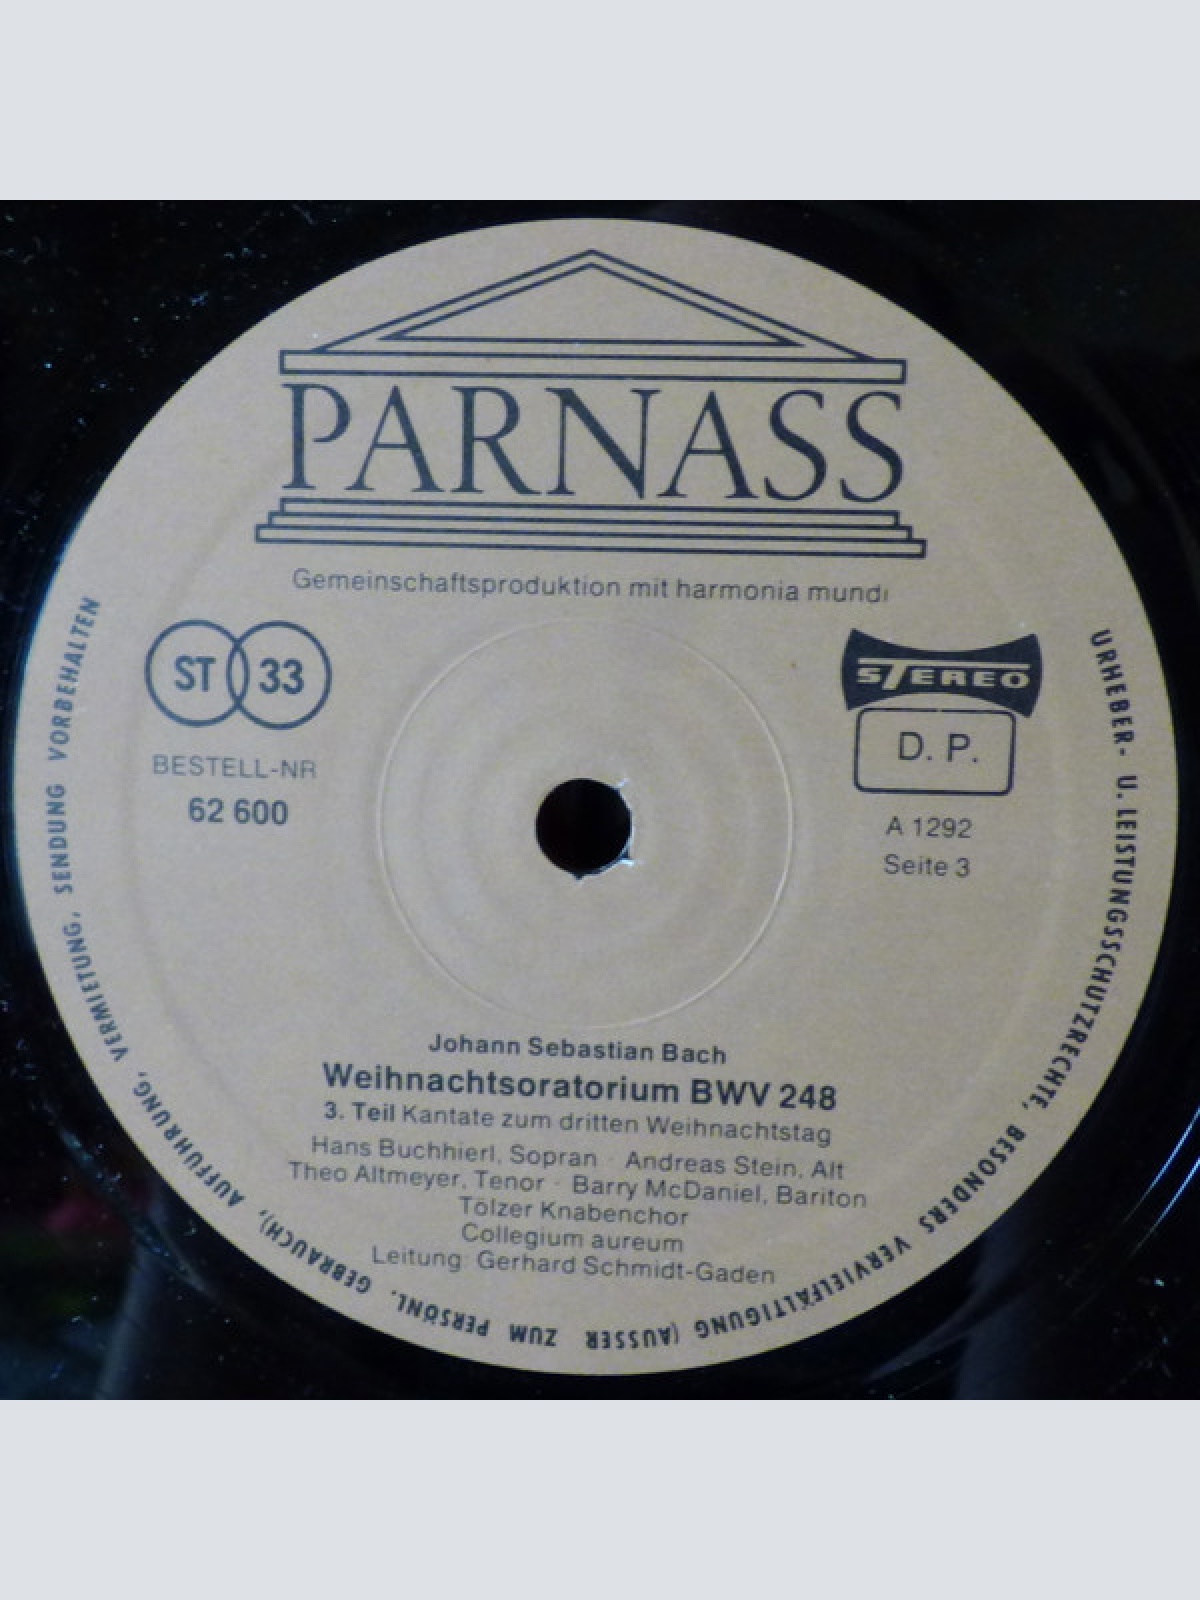 PARNASS
Gemeinschaftsproduktion mit harmonia mundi
ST 33
BESTELL-NR
62 600
STEREO
D. P.
A 1292
Seite 3
Johann Sebastian Bach
Weihnachtsoratorium BWV 248
3. Teil Kantate zum dritten Weihnachtstag
Hans Buchhierl, Sopran · Andreas Stein, Alt
Theo Altmeyer, Tenor · Barry McDaniel, Bariton
Tölzer Knabenchor
Collegium aureum
Leitung: Gerhard Schmidt-Gaden
URHEBER- U. LEISTUNGSSCHUTZRECHTE, BESONDERS VERVIELFÄLTIGUNG (AUSSER ZUM PERSÖNL. GEBRAUCH), AUFFÜHRUNG, VERMIETUNG, SENDUNG VORBEHALTEN